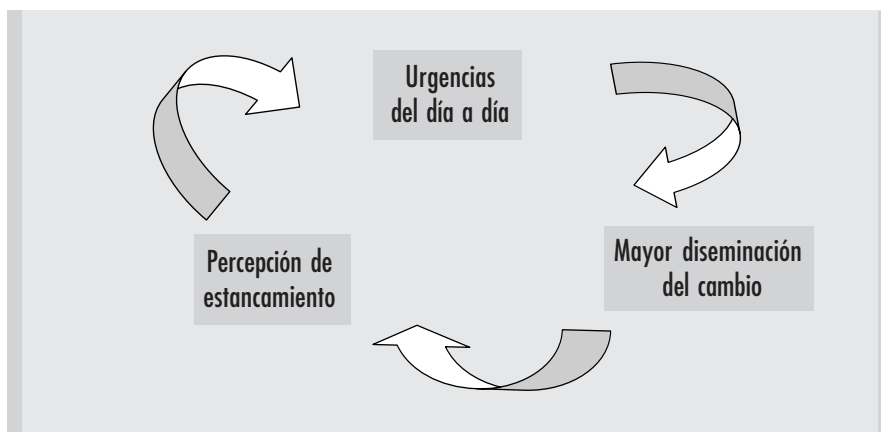 Urgencias
del día a día
Mayor diseminación
del cambio
Percepción de
estancamiento